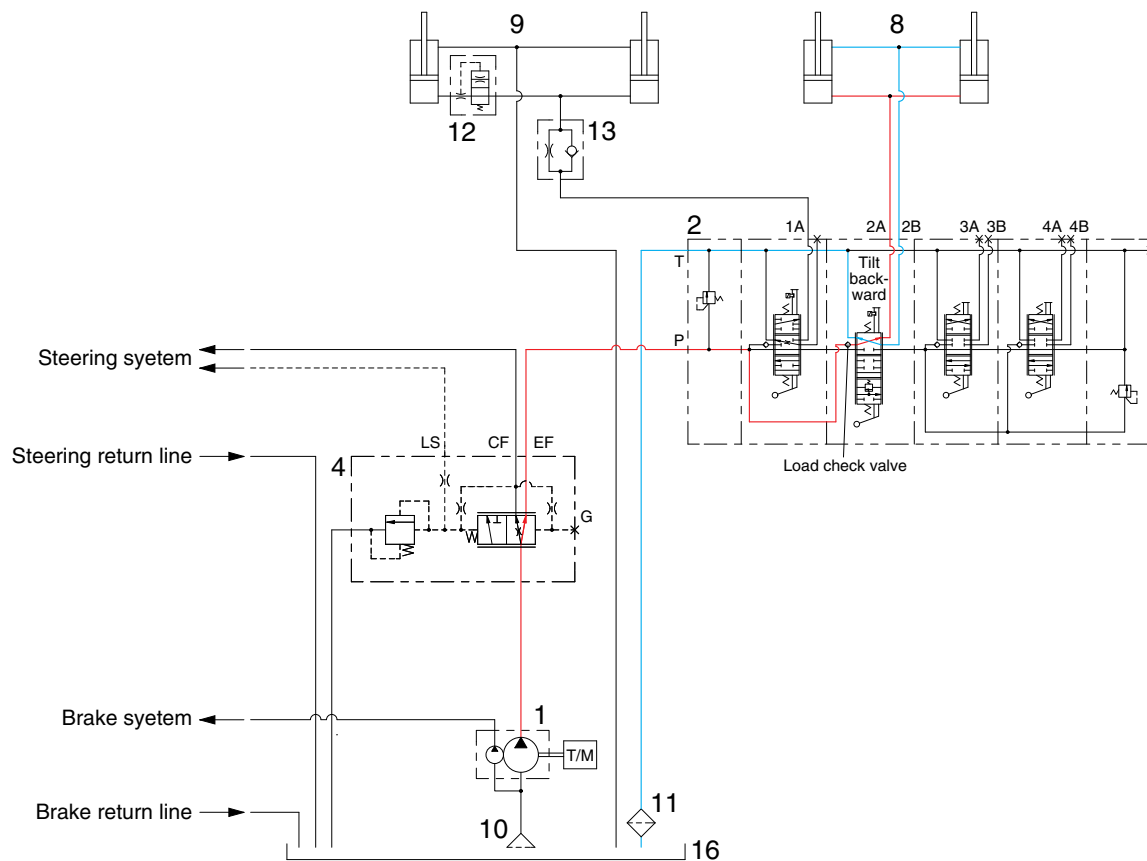 9
8
12
13
2
1A
2A
2B
3A
3B
4A
4B
T
Tilt
back-
ward
P
Steering syetem
LS
CF
EF
Load check valve
Steering return line
4
G
Brake syetem
1
T/M
Brake return line
10
11
16